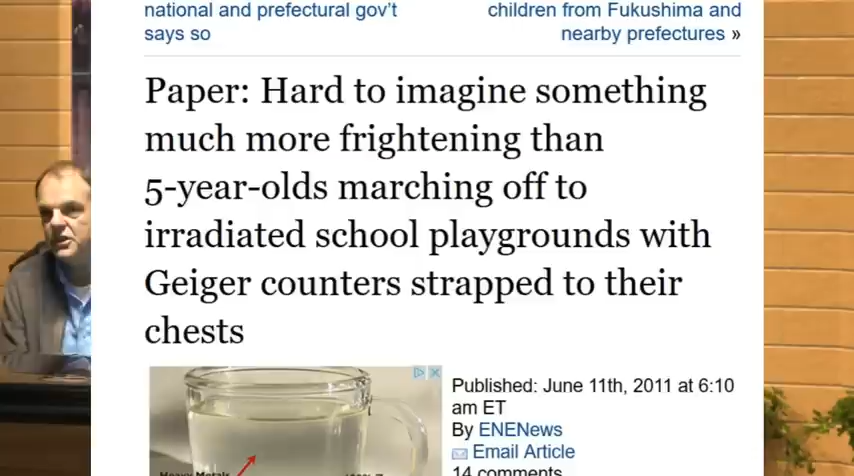 national and prefectural gov't
says so
children from Fukushima and
nearby prefectures »
Paper: Hard to imagine something
much more frightening than
5-year-olds marching off to
irradiated school playgrounds with
Geiger counters strapped to their
chests
Published: June 11th, 2011 at 6:10
am ET
By ENENews
Email Article
14 comments
Heavy Metals